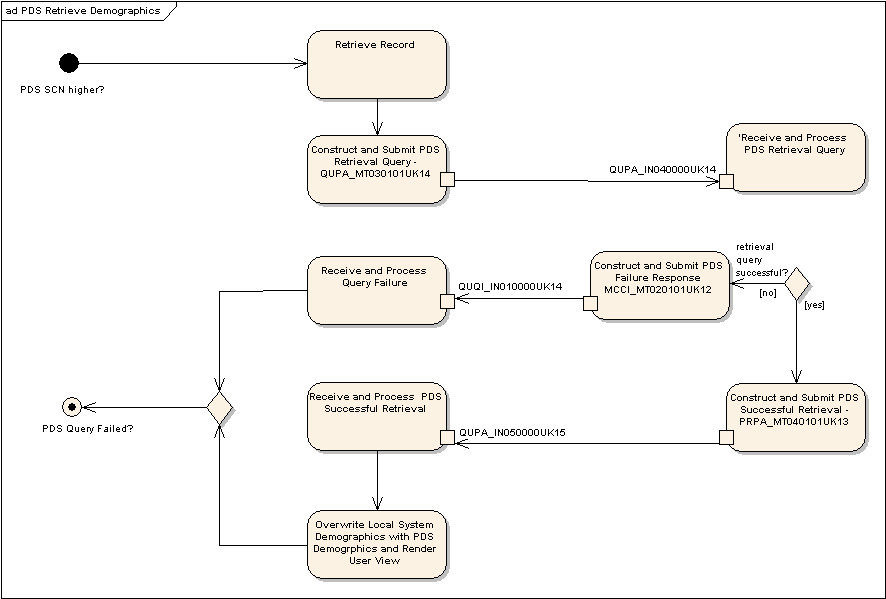 ad PDS Retrieve Demographics
PDS SCN higher?
Retrieve Record
Construct and Submit PDS
Retrieval Query -
QUPA_MT030101UK14
QUPA_IN040000UK14
'Receive and Process
PDS Retrieval Query
retrieval
query
successful?
[no]
[yes]
Construct and Submit PDS
Failure Response
MCCI_MT020101UK12
QUQI_IN010000UK14
Receive and Process
Query Failure
Construct and Submit PDS
Successful Retrieval -
PRPA_MT040101UK13
QUPA_IN050000UK15
Receive and Process PDS
Successful Retrieval
Overwrite Local System
Demographics with PDS
Demogrphics and Render
User View
PDS Query Failed?